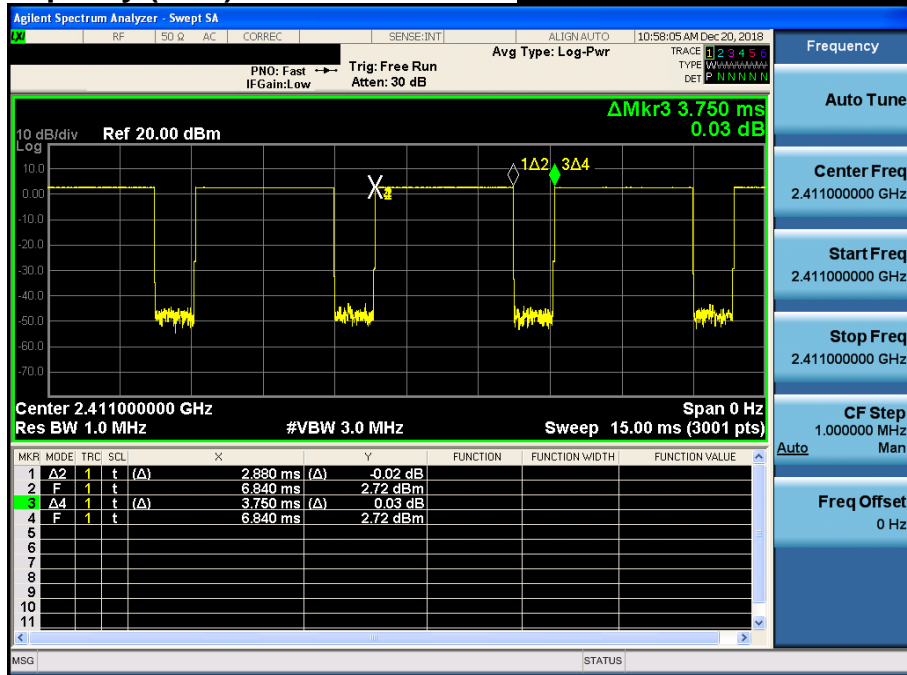 Agilent Spectrum Analyzer - Swept SA
LXI RF 50 Ω AC CORREC SENSE:INT ALIGN AUTO 10:58:05 AM Dec 20, 2018
Avg Type: Log-Pwr TRACE 1 2 3 4 5 6
PNO: Fast Trig: Free Run TYPE WWWWWW
IFGain:Low Atten: 30 dB DET P N N N N N
ΔMkr3 3.750 ms
10 dB/div Ref 20.00 dBm 0.03 dB
Log
10.0
0.00
-10.0
-20.0
-30.0
-40.0
-50.0
-60.0
-70.0
X 4 1Δ2 3Δ4
Center 2.411000000 GHz Span 0 Hz
Res BW 1.0 MHz #VBW 3.0 MHz Sweep 15.00 ms (3001 pts)
MKR MODE TRC SCL X Y FUNCTION FUNCTION WIDTH FUNCTION VALUE
1 Δ2 1 t (Δ) 2.880 ms (Δ) -0.02 dB
2 F 1 t 6.840 ms 2.72 dBm
3 Δ4 1 t (Δ) 3.750 ms (Δ) 0.03 dB
4 F 1 t 6.840 ms 2.72 dBm
5
6
7
8
9
10
11
MSG STATUS
Frequency
Auto Tune
Center Freq
2.411000000 GHz
Start Freq
2.411000000 GHz
Stop Freq
2.411000000 GHz
CF Step
1.000000 MHz
Auto Man
Freq Offset
0 Hz